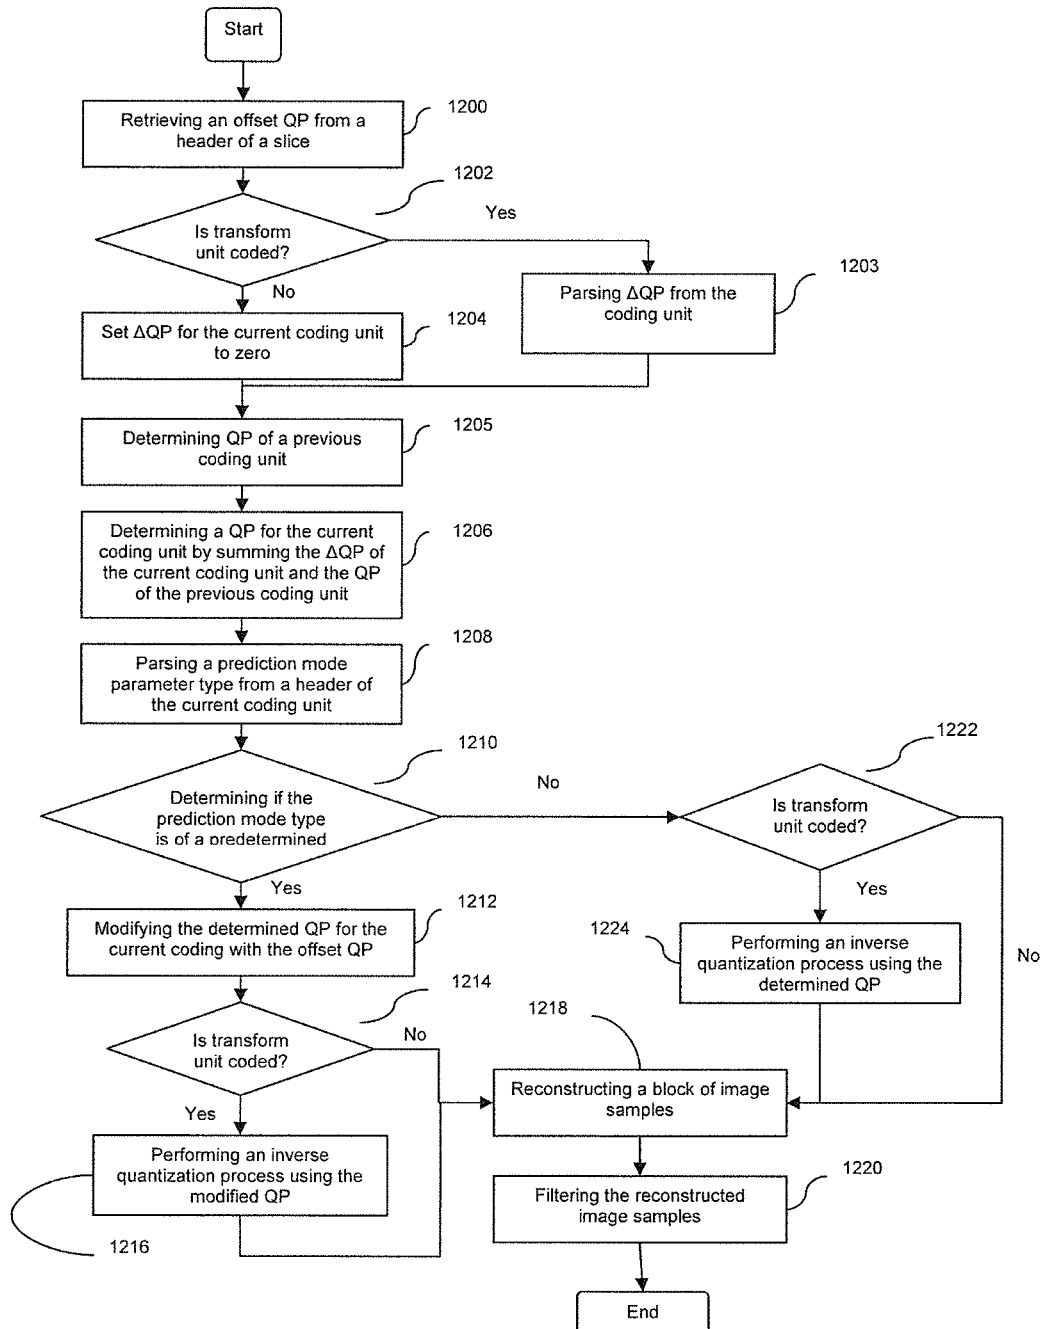 Start
Retrieving an offset QP from a
header of a slice
1200
1202
Is transform
unit coded?
Yes
No
1203
Parsing ΔQP from the
coding unit
1204
Set ΔQP for the current coding unit
to zero
1205
Determining QP of a previous
coding unit
1206
Determining a QP for the current
coding unit by summing the ΔQP of
the current coding unit and the QP
of the previous coding unit
1208
Parsing a prediction mode
parameter type from a header of
the current coding unit
1210
Determining if the
prediction mode type
is of a predetermined
No
Yes
1222
Is transform
unit coded?
Yes
No
1212
Modifying the determined QP for the
current coding with the offset QP
1224
Performing an inverse
quantization process using the
determined QP
1214
Is transform
unit coded?
No
Yes
1218
Reconstructing a block of image
samples
1216
Performing an inverse
quantization process using the
modified QP
1220
Filtering the reconstructed
image samples
End